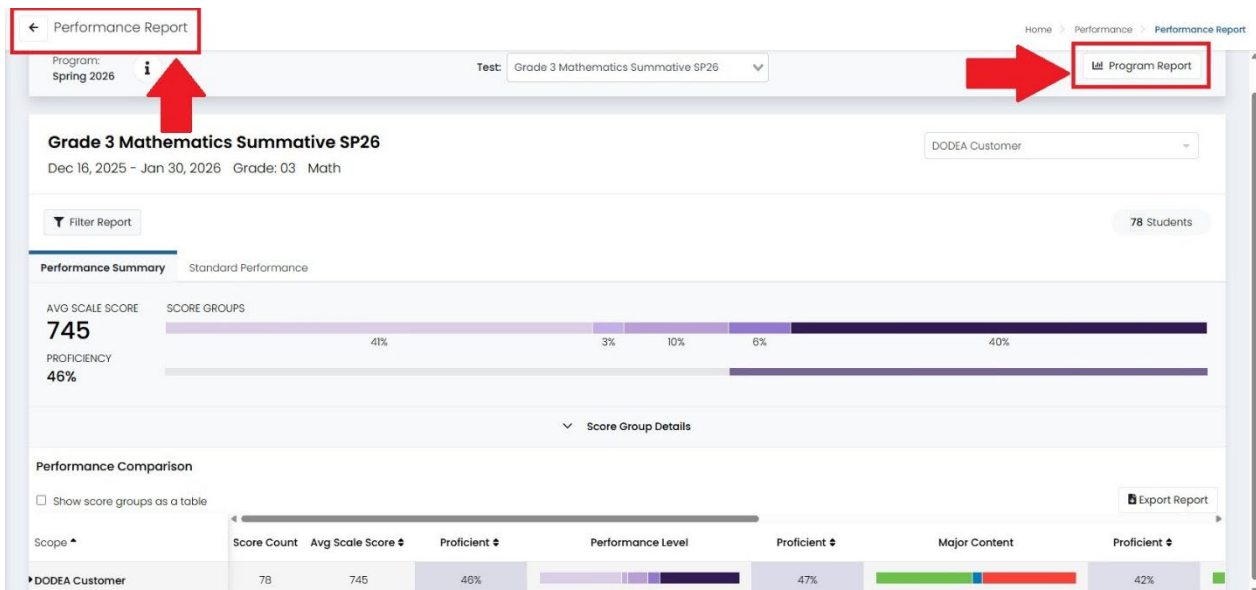 Performance Report
Home > Performance > Performance Report
Program:
Spring 2026
i
Test: Grade 3 Mathematics Summative SP26
Program Report
Grade 3 Mathematics Summative SP26
Dec 16, 2025 - Jan 30, 2026 Grade: 03 Math
DODEA Customer
Filter Report
78 Students
Performance Summary Standard Performance
AVG SCALE SCORE SCORE GROUPS
745
41% 3% 10% 6% 40%
PROFICIENCY
46%
Score Group Details
Performance Comparison
Show score groups as a table
Export Report
Scope Score Count Avg Scale Score Proficient Performance Level Proficient Major Content Proficient
DODEA Customer 78 745 46% 47% 42%